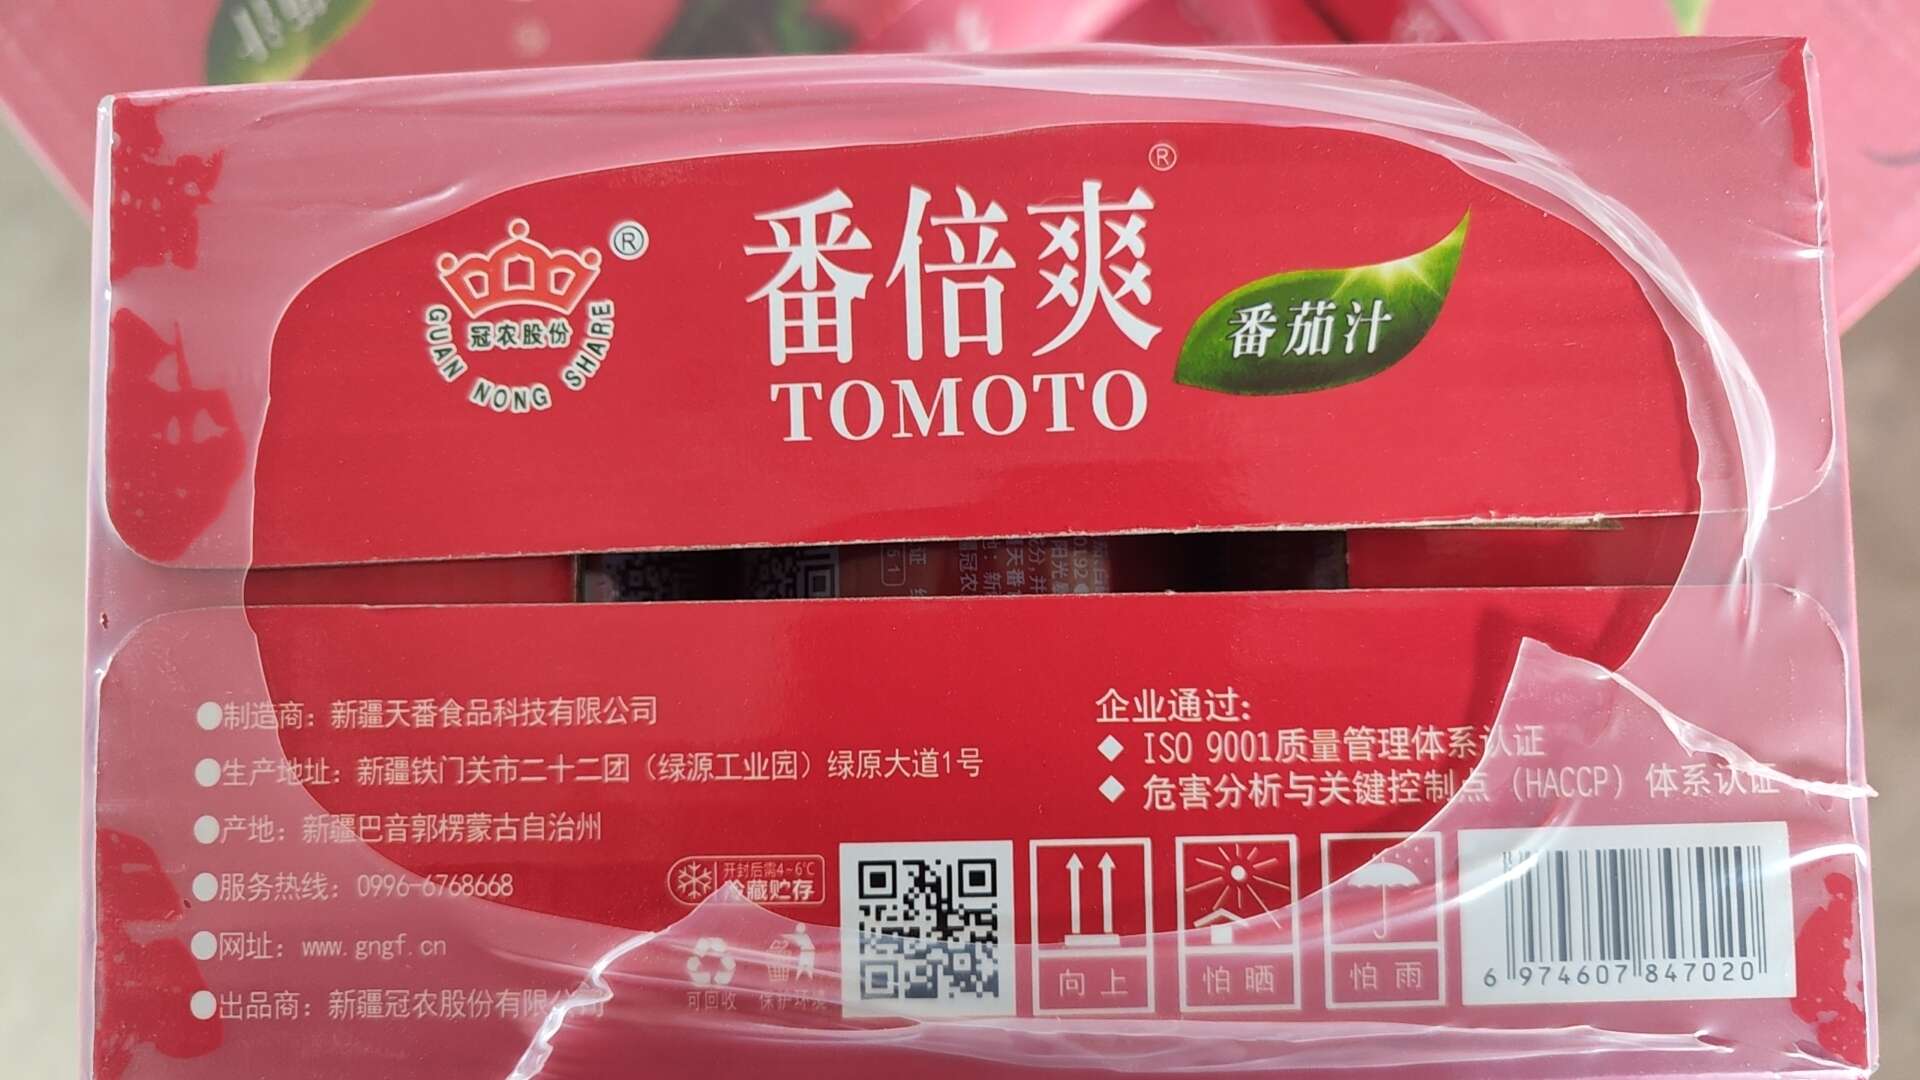 番倍爽®
TOMOTO
番茄汁
®
冠农股份
GUAN NONG SHARE
●制造商：新疆天番食品科技有限公司
●生产地址：新疆铁门关市二十二团（绿源工业园）绿原大道1号
●产地：新疆巴音郭楞蒙古自治州
●服务热线：0996-6768668
●网址：www.gngf.cn
●出品商：新疆冠农股份有限公司
企业通过：
◆ ISO 9001质量管理体系认证
◆ 危害分析与关键控制点（HACCP）体系认证
开封后需4~6℃
冷藏贮存
可回收
保护环境
向上
怕晒
怕雨
6 974607 847020